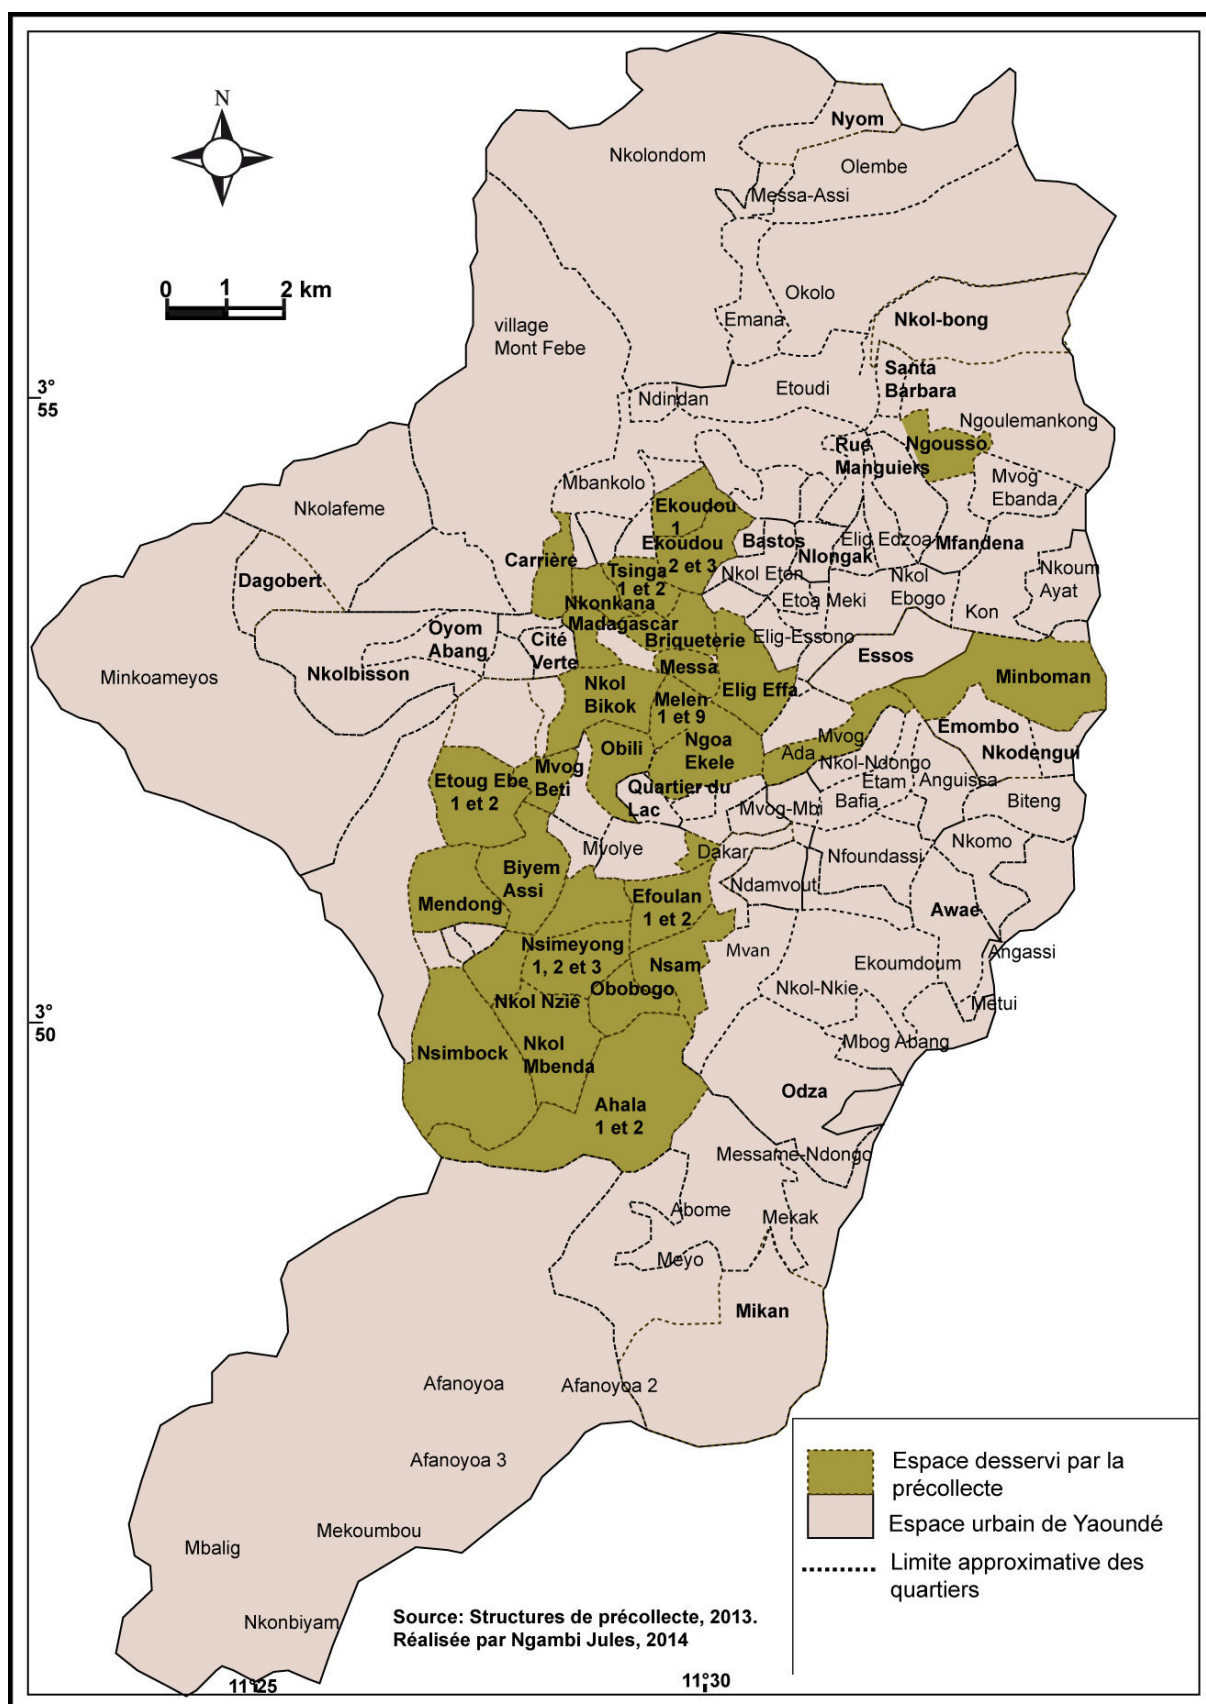 N
Nyom
Nkolondom
Olembe
Messa-Assi
0 1 2 km
Okolo
Emana
Nkol-bong
village
Mont Febe
Santa
Barbara
3°
55
Etoudi
Ndindan
Ngoulemankong
Rue
Manguiers
Ngousso
Mvog
Ebanda
Mbankolo
Nkolafeme
Ekoudou
1
Ekoudou
2 et 3
Bastos
Nlongak
Elig Edzoa
Mfandena
Carrière
Tsinga
1 et 2
Nkol Eton
Nkol
Ebogo
Nkoum
Ayat
Dagobert
Nkonkana
Etoa Meki
Kon
Madagascar
Oyom
Abang
Cité
Verte
Briqueterie
Elig-Essono
Essos
Minkoameyos
Nkolbisson
Messa
Minboman
Nkol
Bikok
Melen
1 et 9
Elig Effa
Emombo
Obili
Ngoa
Ekele
Mvog
Ada
Nkodengui
Nkol-Ndongo
Etam
Anguissa
Etoug Ebe
1 et 2
Mvog
Beti
Quartier du
Lac
Mvog-Mbi
Bafia
Biteng
Mvolye
Dakar
Nfoundassi
Nkomo
Biyem
Assi
Ndamvout
Mendong
Efoulan
1 et 2
Awae
Nsimeyong
1, 2 et 3
Nsam
Mvan
Ekoumdoum
Angassi
Obobogo
Nkol-Nkie
Nkol Nzie
Metui
3°
50
Nsimbock
Nkol
Mbenda
Mbog Abang
Ahala
1 et 2
Odza
Messame-Ndongo
Abome
Mekak
Meyo
Mikan
Afanoyoa
Afanoyoa 2
Afanoyoa 3
Mekoumbou
Mbalig
Nkonbiyam
Espace desservi par la
précollecte
Espace urbain de Yaoundé
Limite approximative des
quartiers
Source: Structures de précollecte, 2013.
Réalisée par Ngambi Jules, 2014
11°25
11°30